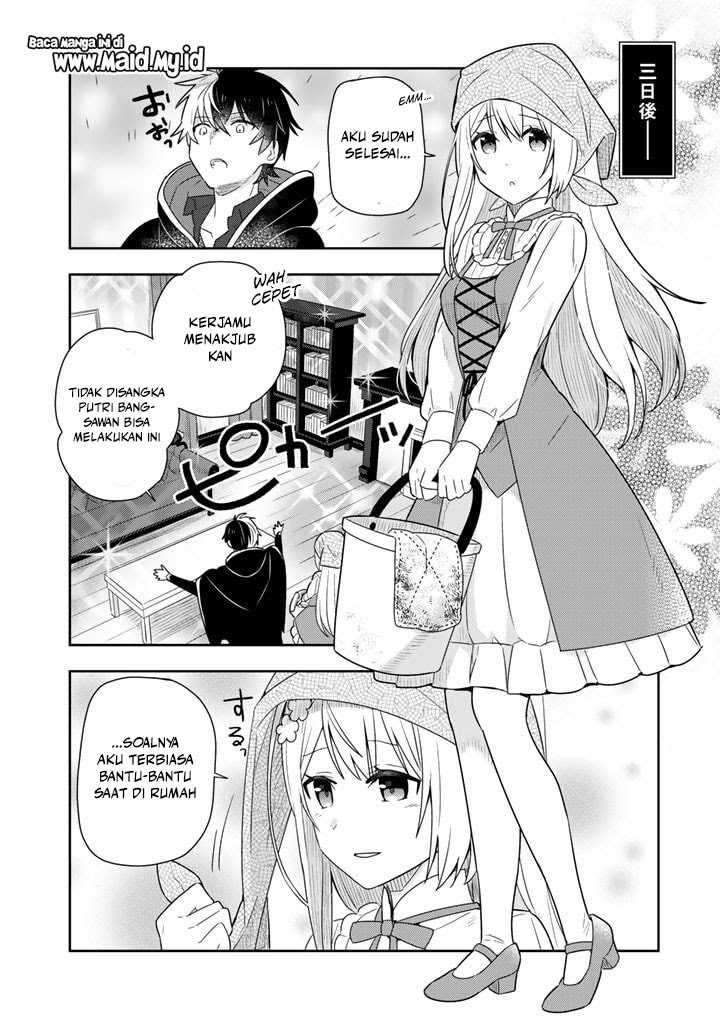 Baca Manga ini di
www.Maid.My.id
三日後――
おおっ
EMM...
AKU SUDAH
SELESAI...
WAH
CEPET
KERJAMU
MENAKJUB
KAN
TIDAK DISANGKA
PUTRI BANG-
SAWAN BISA
MELAKUKAN INI
ピカーッ
...SOALNYA
AKU TERBIASA
BANTU-BANTU
SAAT DI RUMAH
するっ